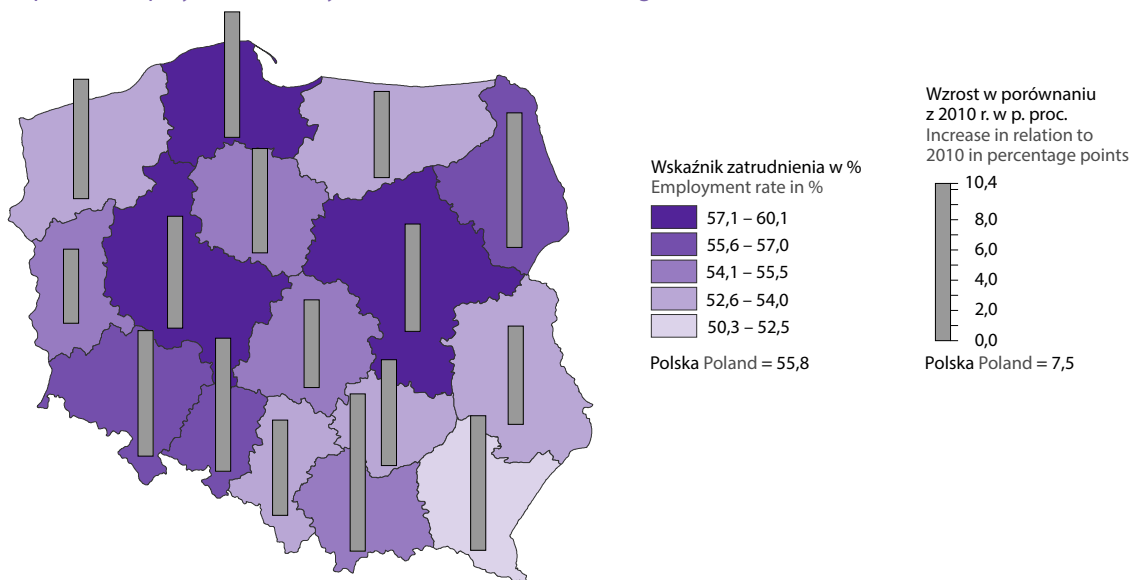 Wskaźnik zatrudnienia w %
Employment rate in %
57,1 – 60,1
55,6 – 57,0
54,1 – 55,5
52,6 – 54,0
50,3 – 52,5
Polska Poland = 55,8
Wzrost w porównaniu
z 2010 r. w p. proc.
Increase in relation to
2010 in percentage points
10,4
8,0
6,0
4,0
2,0
0,0
Polska Poland = 7,5